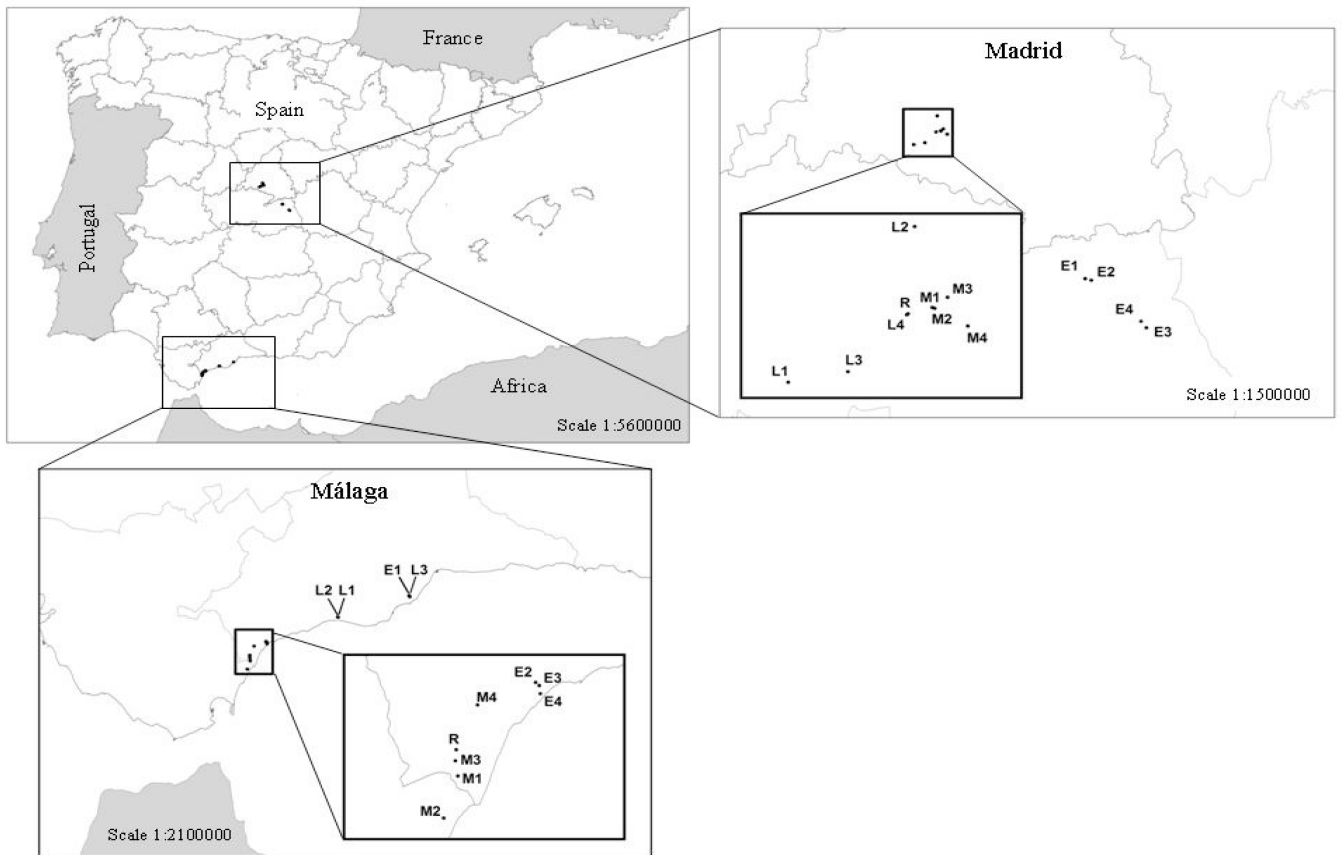 France
Spain
Portugal
Africa
Scale 1:5600000
Madrid
L2
M3
R M1
L4 M2
M4
L3
L1
E1 E2
E4
E3
Scale 1:1500000
Málaga
E1 L3
L2 L1
E2 E3
E4
M4
R
M3
M1
M2
Scale 1:2100000